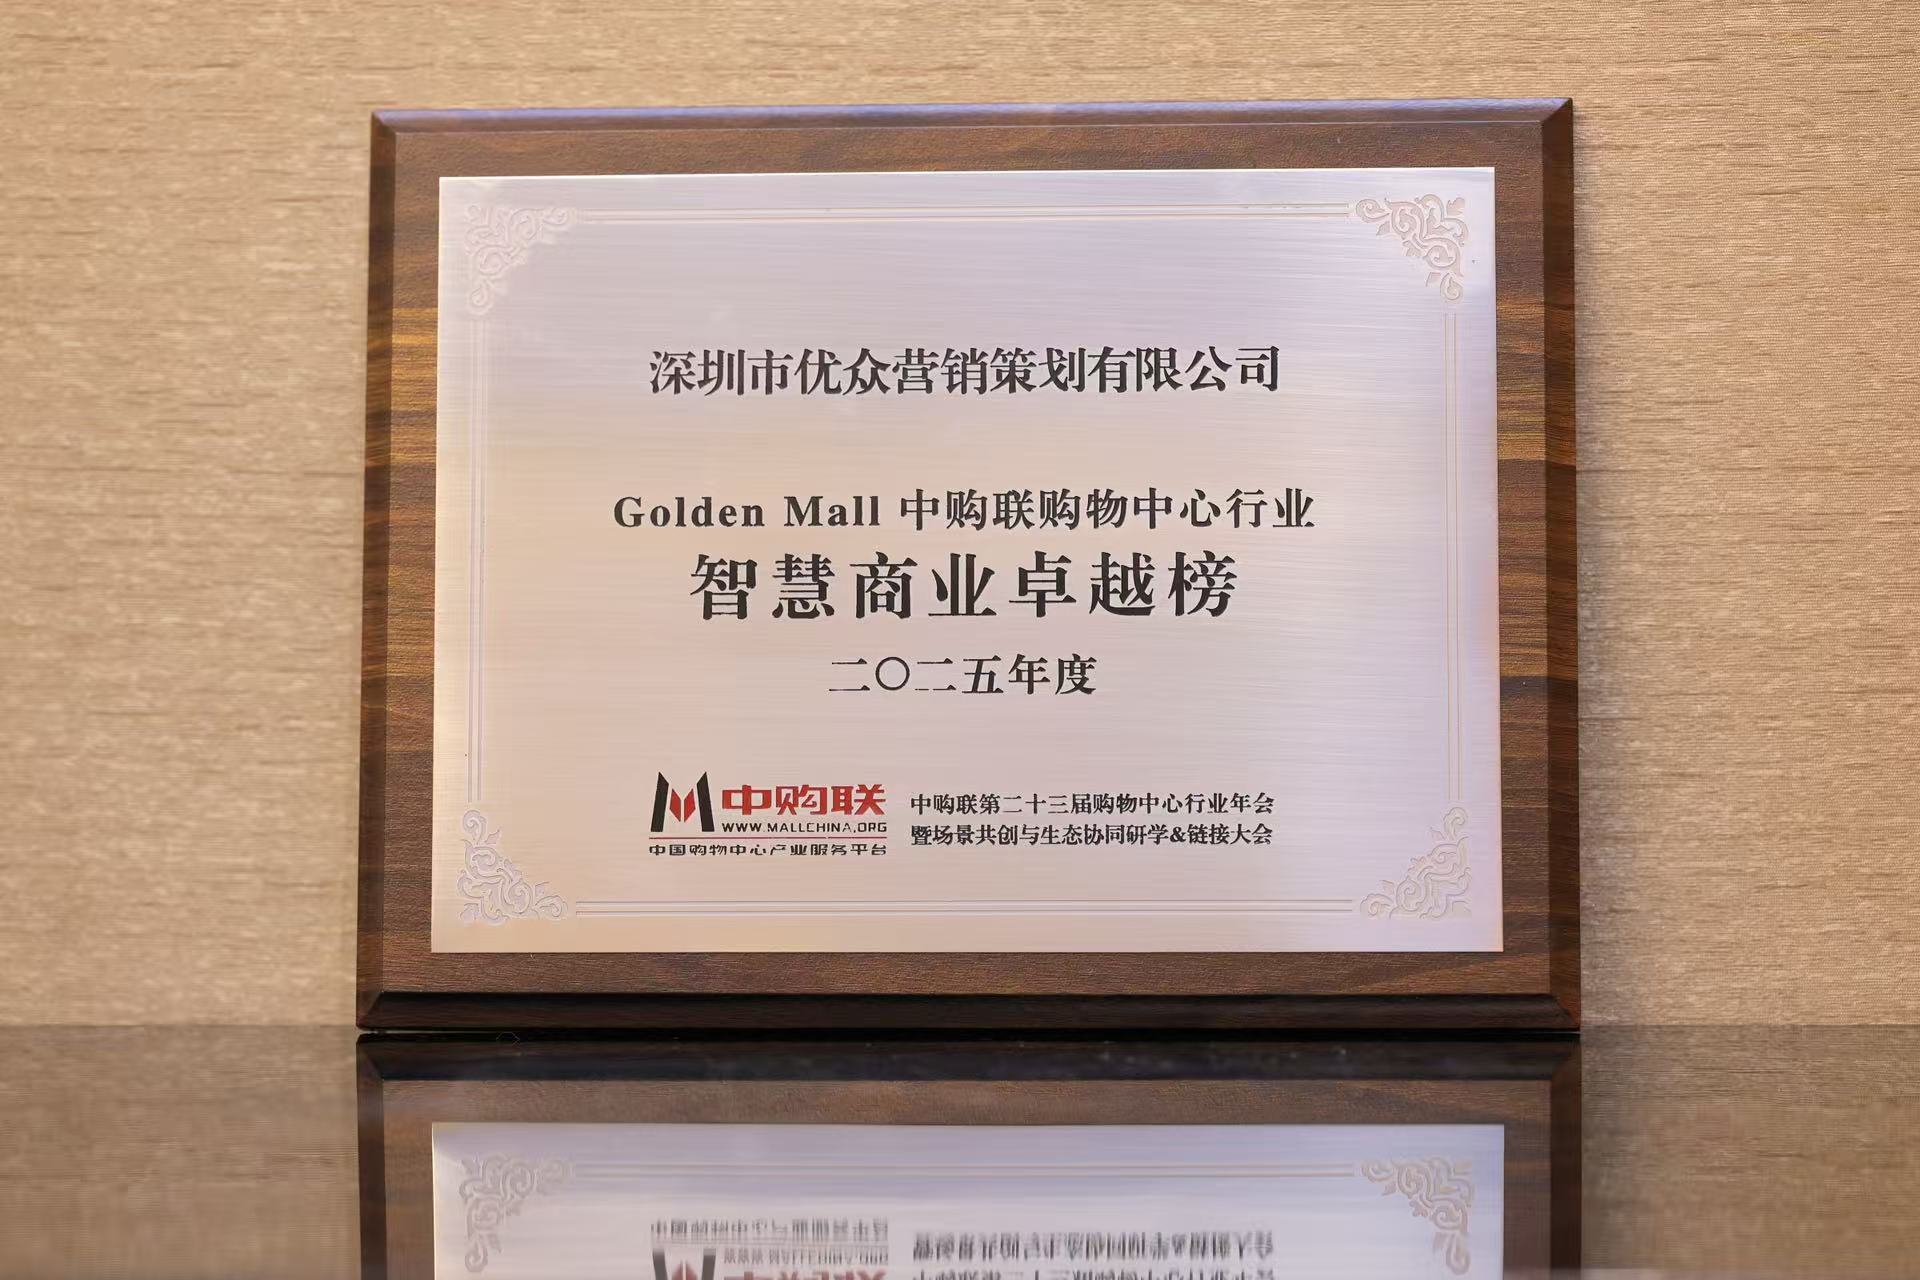 深圳市优众营销策划有限公司
Golden Mall 中购联购物中心行业
智慧商业卓越榜
二〇二五年度
中购联
WWW.MALLCHINA.ORG
中国购物中心产业服务平台
中购联第二十三届购物中心行业年会
暨场景共创与生态协同研学&链接大会